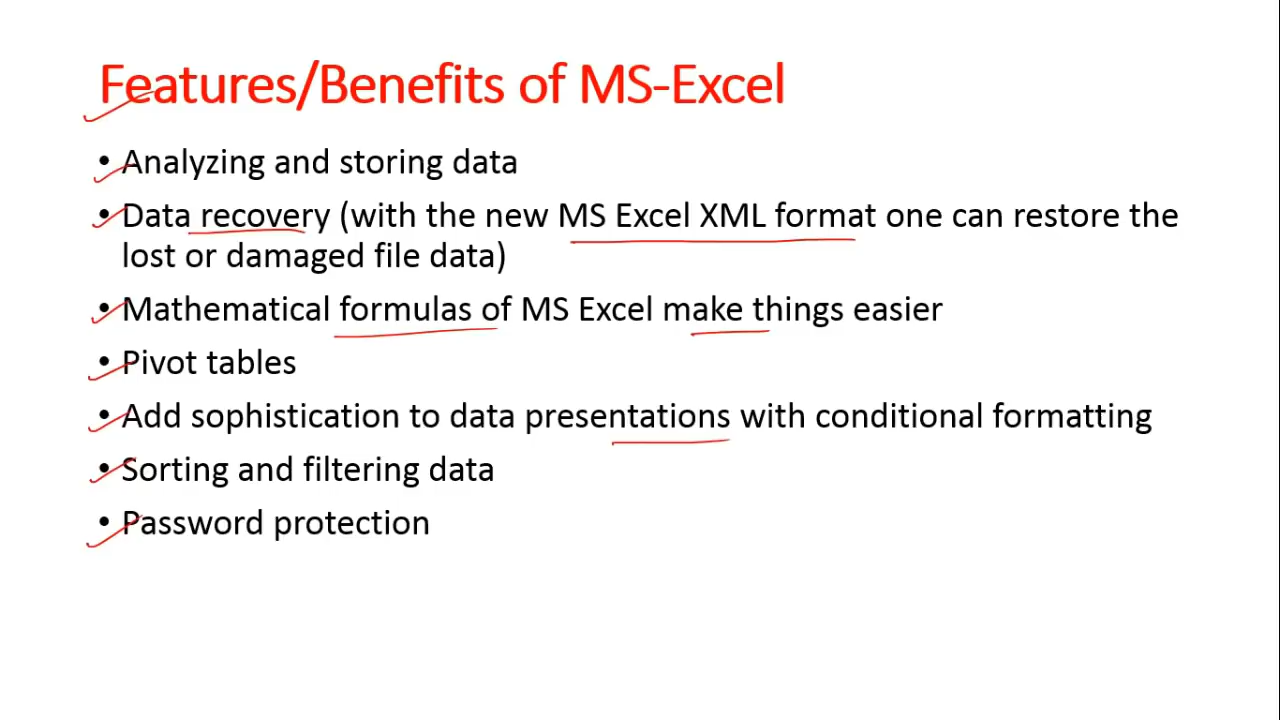 Features/Benefits of MS-Excel
• Analyzing and storing data
• Data recovery (with the new MS Excel XML format one can restore the
lost or damaged file data)
• Mathematical formulas of MS Excel make things easier
• Pivot tables
• Add sophistication to data presentations with conditional formatting
• Sorting and filtering data
• Password protection